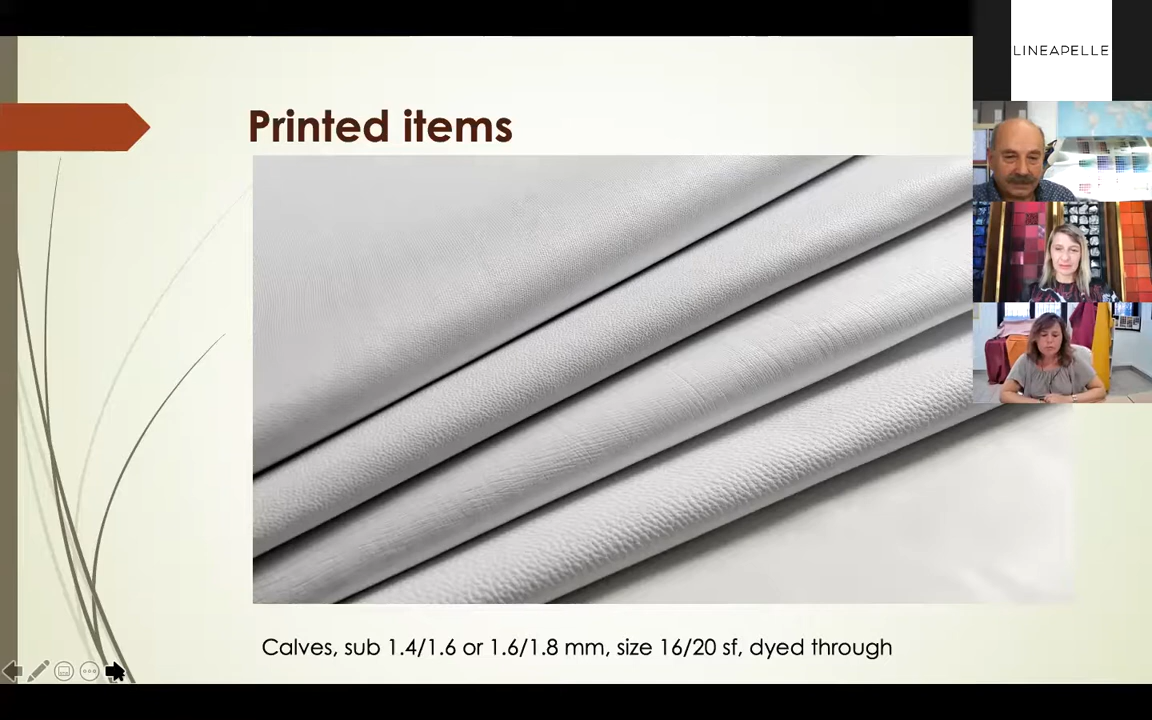 LINEAPELLE
Printed items
Calves, sub 1.4/1.6 or 1.6/1.8 mm, size 16/20 sf, dyed through